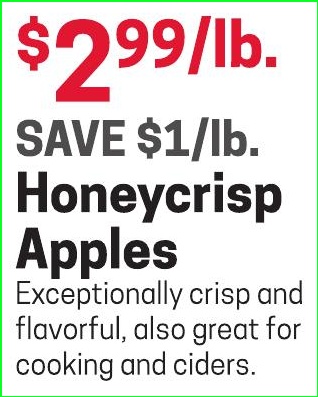 $2.99/lb.
SAVE $1/lb.
Honeycrisp
Apples
Exceptionally crisp and
flavorful, also great for
cooking and ciders.